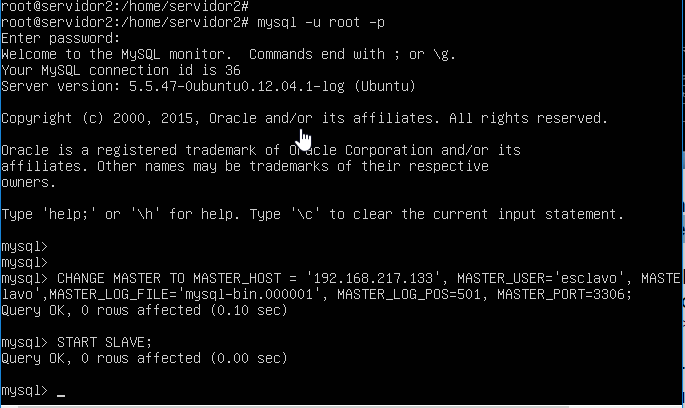 root@servidor2:/home/servidor2#
root@servidor2:/home/servidor2# mysql -u root -p
Enter password:
Welcome to the MySQL monitor.  Commands end with ; or \g.
Your MySQL connection id is 36
Server version: 5.5.47-0ubuntu0.12.04.1-log (Ubuntu)
Copyright (c) 2000, 2015, Oracle and/or its affiliates. All rights reserved.
Oracle is a registered trademark of Oracle Corporation and/or its
affiliates. Other names may be trademarks of their respective
owners.
Type 'help;' or '\h' for help. Type '\c' to clear the current input statement.
mysql>
mysql>
mysql> CHANGE MASTER TO MASTER_HOST = '192.168.217.133', MASTER_USER='esclavo', MASTE
lavo',MASTER_LOG_FILE='mysql-bin.000001', MASTER_LOG_POS=501, MASTER_PORT=3306;
Query OK, 0 rows affected (0.10 sec)
mysql> START SLAVE;
Query OK, 0 rows affected (0.00 sec)
mysql> _